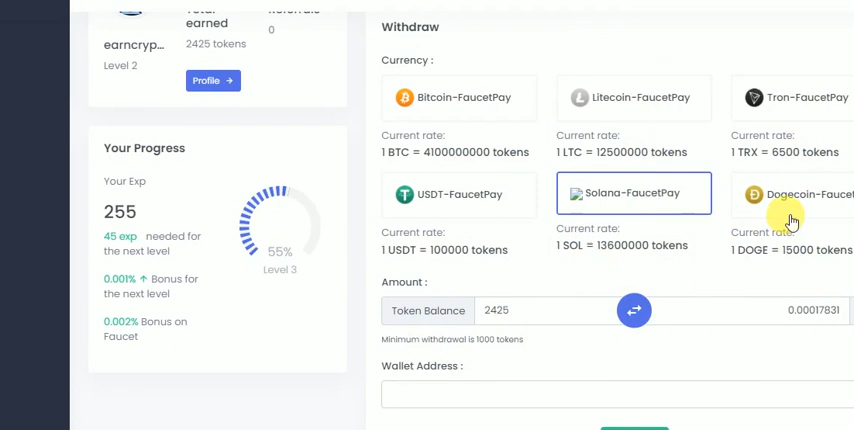 Total
earned
Referrals
earncryp...
2425 tokens
0
Level 2
Profile →
Your Progress
Your Exp
255
45 exp needed for
the next level
0.001% ↑ Bonus for
the next level
0.002% Bonus on
Faucet
55%
Level 3
Withdraw
Currency :
Bitcoin-FaucetPay
Litecoin-FaucetPay
Tron-FaucetPay
Current rate:
1 BTC = 4100000000 tokens
Current rate:
1 LTC = 12500000 tokens
Current rate:
1 TRX = 6500 tokens
USDT-FaucetPay
Solana-FaucetPay
Dogecoin-Faucet
Current rate:
1 USDT = 100000 tokens
Current rate:
1 SOL = 13600000 tokens
Current rate:
1 DOGE = 15000 tokens
Amount :
Token Balance
2425
0.00017831
Minimum withdrawal is 1000 tokens
Wallet Address :